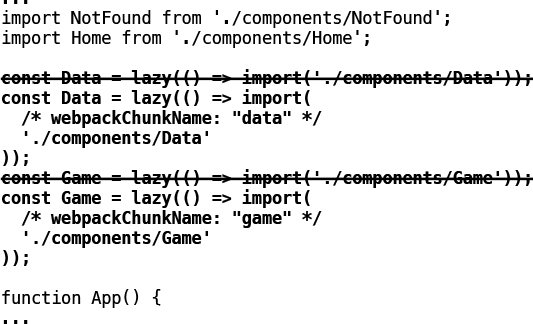 ...
import NotFound from './components/NotFound';
import Home from './components/Home';
const Data = lazy(() => import('./components/Data'));
const Data = lazy(() => import(
/* webpackChunkName: "data" */
'./components/Data'
));
const Game = lazy(() => import('./components/Game'));
const Game = lazy(() => import(
/* webpackChunkName: "game" */
'./components/Game'
));
function App() {
...